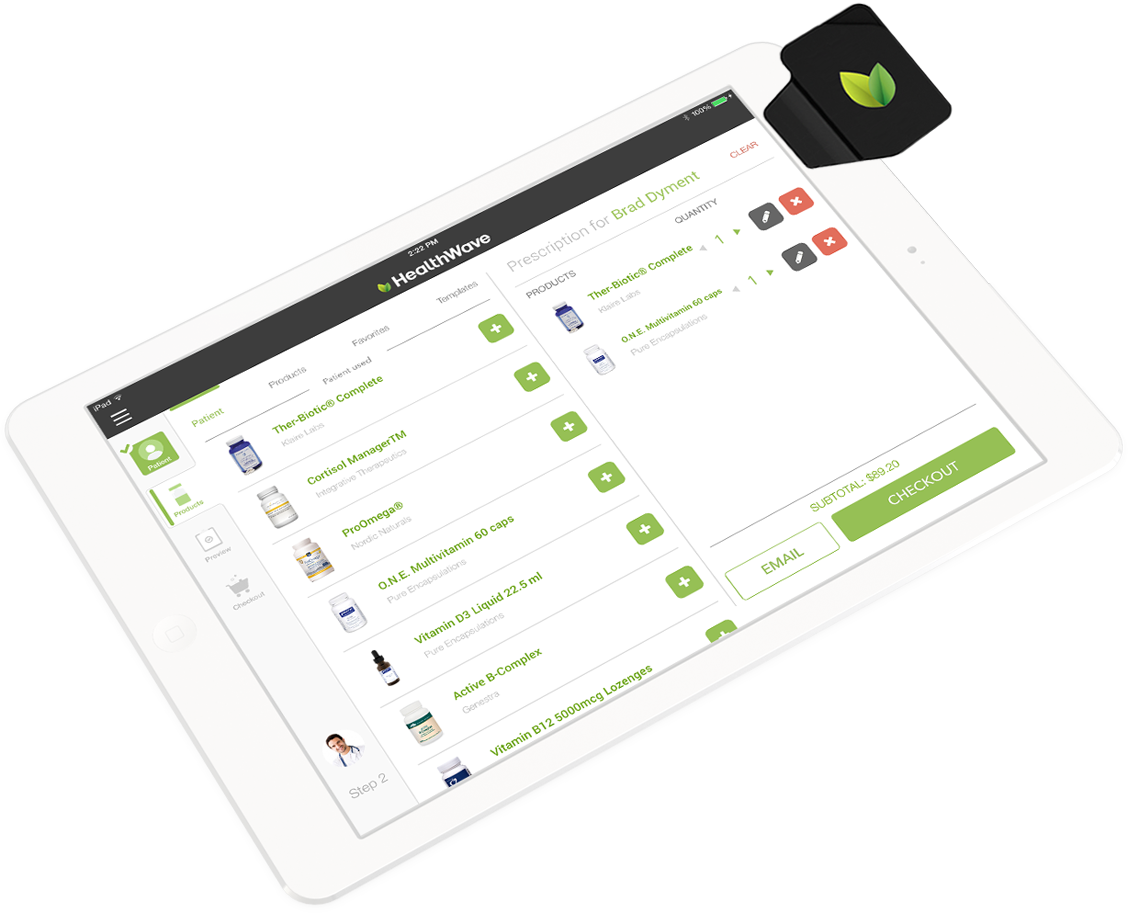 iPad
2:22 PM
100%
HealthWave
Patient
Products
Favorites
Templates
Patient used
Patient
Products
Preview
Checkout
Step 2
Ther-Biotic® Complete
Klaire Labs
Cortisol ManagerTM
Integrative Therapeutics
ProOmega®
Nordic Naturals
O.N.E. Multivitamin 60 caps
Pure Encapsulations
Vitamin D3 Liquid 22.5 ml
Pure Encapsulations
Active B-Complex
Genestra
Vitamin B12 5000mcg Lozenges
CLEAR
Prescription for Brad Dyment
PRODUCTS
QUANTITY
Ther-Biotic® Complete
1
Klaire Labs
O.N.E. Multivitamin 60 caps
1
Pure Encapsulations
SUBTOTAL: $89.20
EMAIL
CHECKOUT